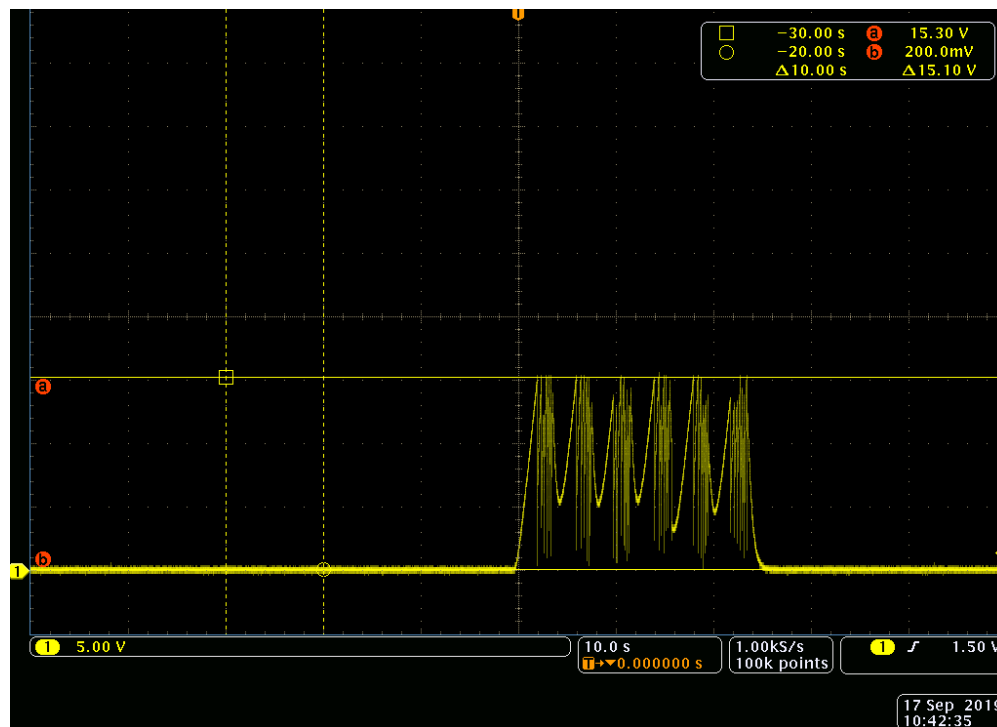 T
−30.00 s a 15.30 V
−20.00 s b 200.0mV
Δ10.00 s Δ15.10 V
a
b
1
1 5.00 V
10.0 s
T→▼0.000000 s
1.00kS/s
100k points
1 1.50 V
17 Sep 2019
10:42:35